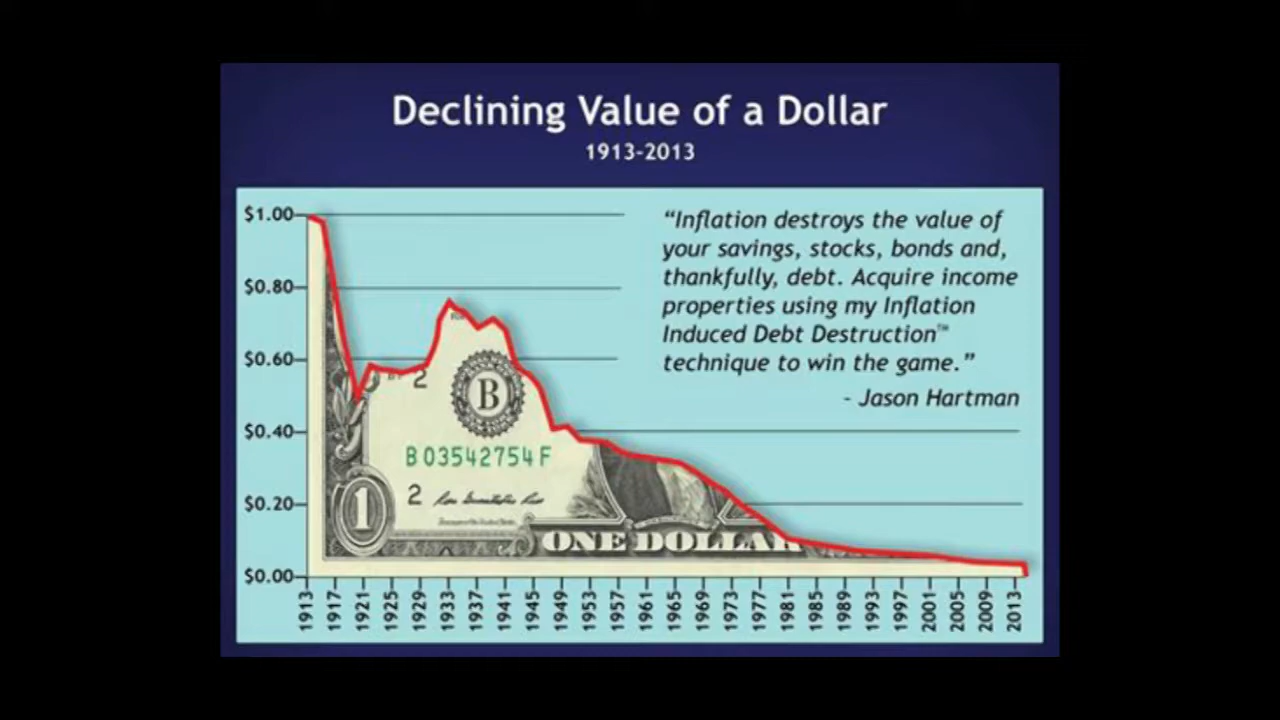 Declining Value of a Dollar
1913-2013
$1.00
$0.80
$0.60
$0.40
$0.20
$0.00
“Inflation destroys the value of
your savings, stocks, bonds and,
thankfully, debt. Acquire income
properties using my Inflation
Induced Debt Destruction™
technique to win the game.”
- Jason Hartman
2
B
B 03542754 F
2
1
ONE DOLLAR
1913 1917 1921 1925 1929 1933 1937 1941 1945 1949 1953 1957 1961 1965 1969 1973 1977 1981 1985 1989 1993 1997 2001 2005 2009 2013